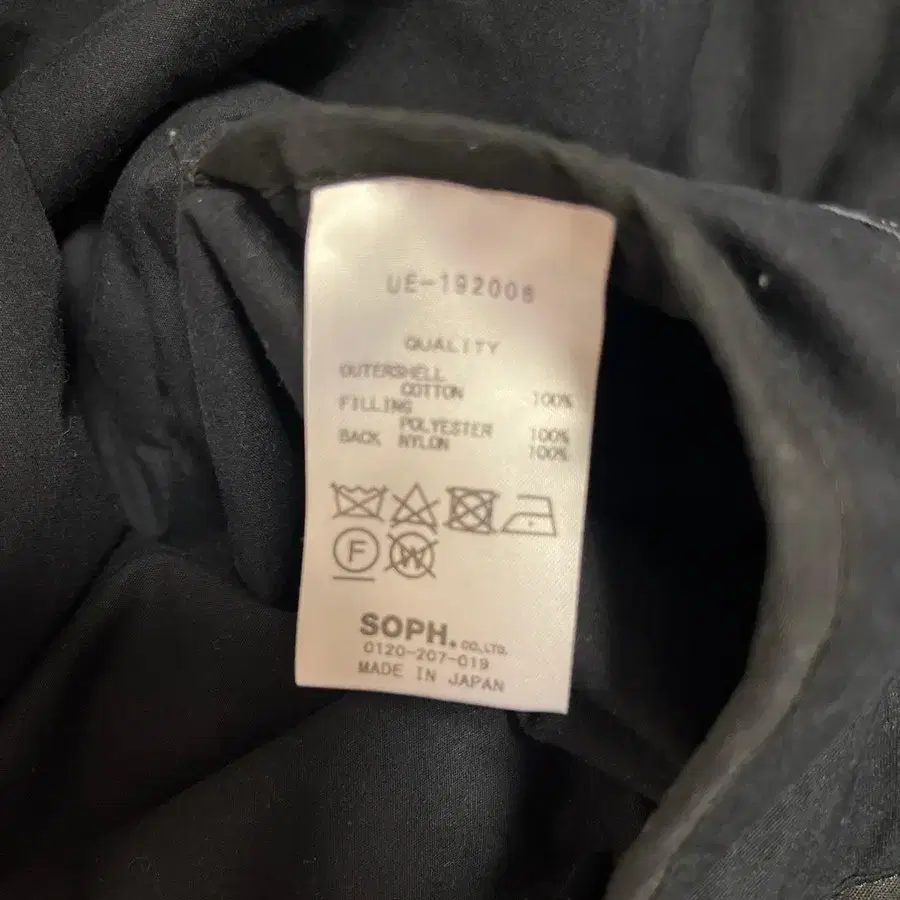 UE-192008
QUALITY
OUTERSHELL
COTTON 100%
FILLING
POLYESTER 100%
BACK NYLON 100%
F W
SOPH. CO.,LTD.
0120-207-019
MADE IN JAPAN